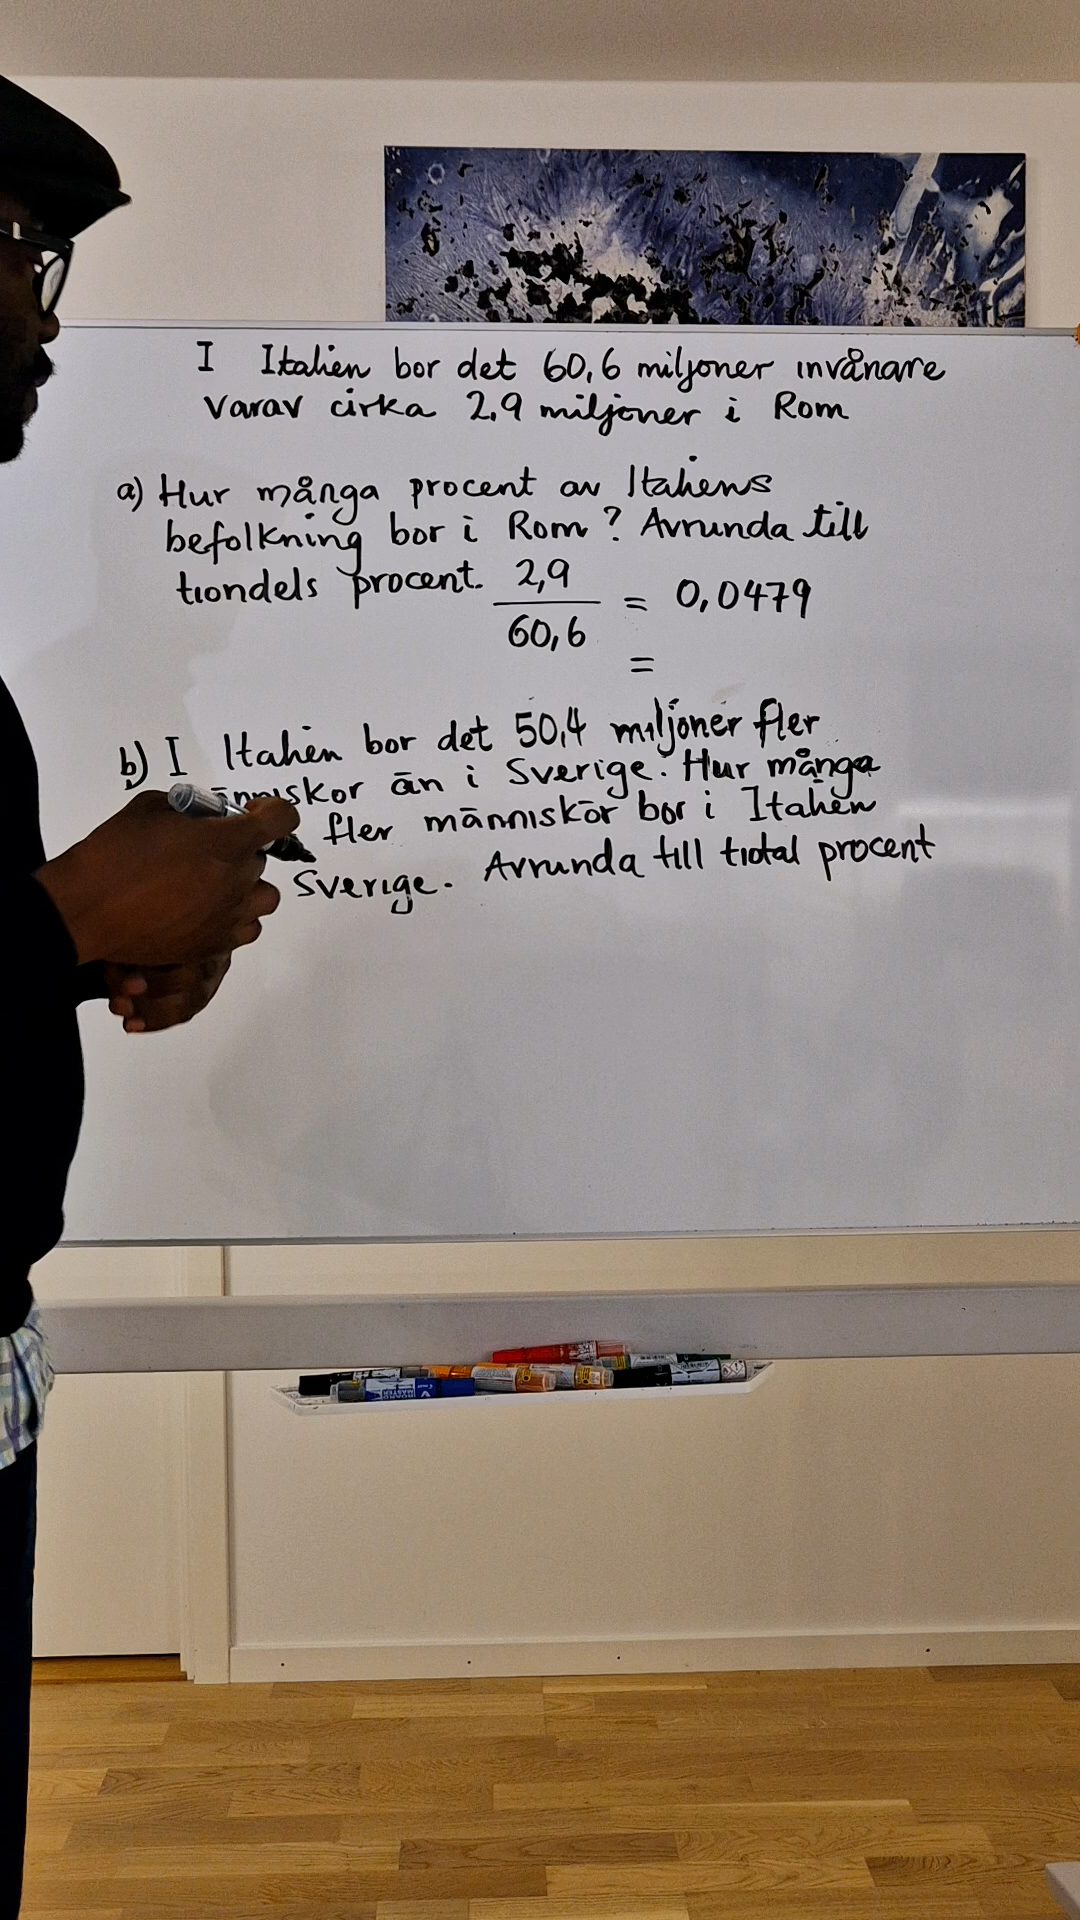 I Italien bor det 60,6 miljoner invånare
varav cirka 2,9 miljoner i Rom
a) Hur många procent av Italiens
befolkning bor i Rom? Avrunda till
tiondels procent. 2,9 / 60,6 = 0,0479
=
b) I Italien bor det 50,4 miljoner fler
människor än i Sverige. Hur många
fler människor bor i Italien
Sverige. Avrunda till tiotal procent